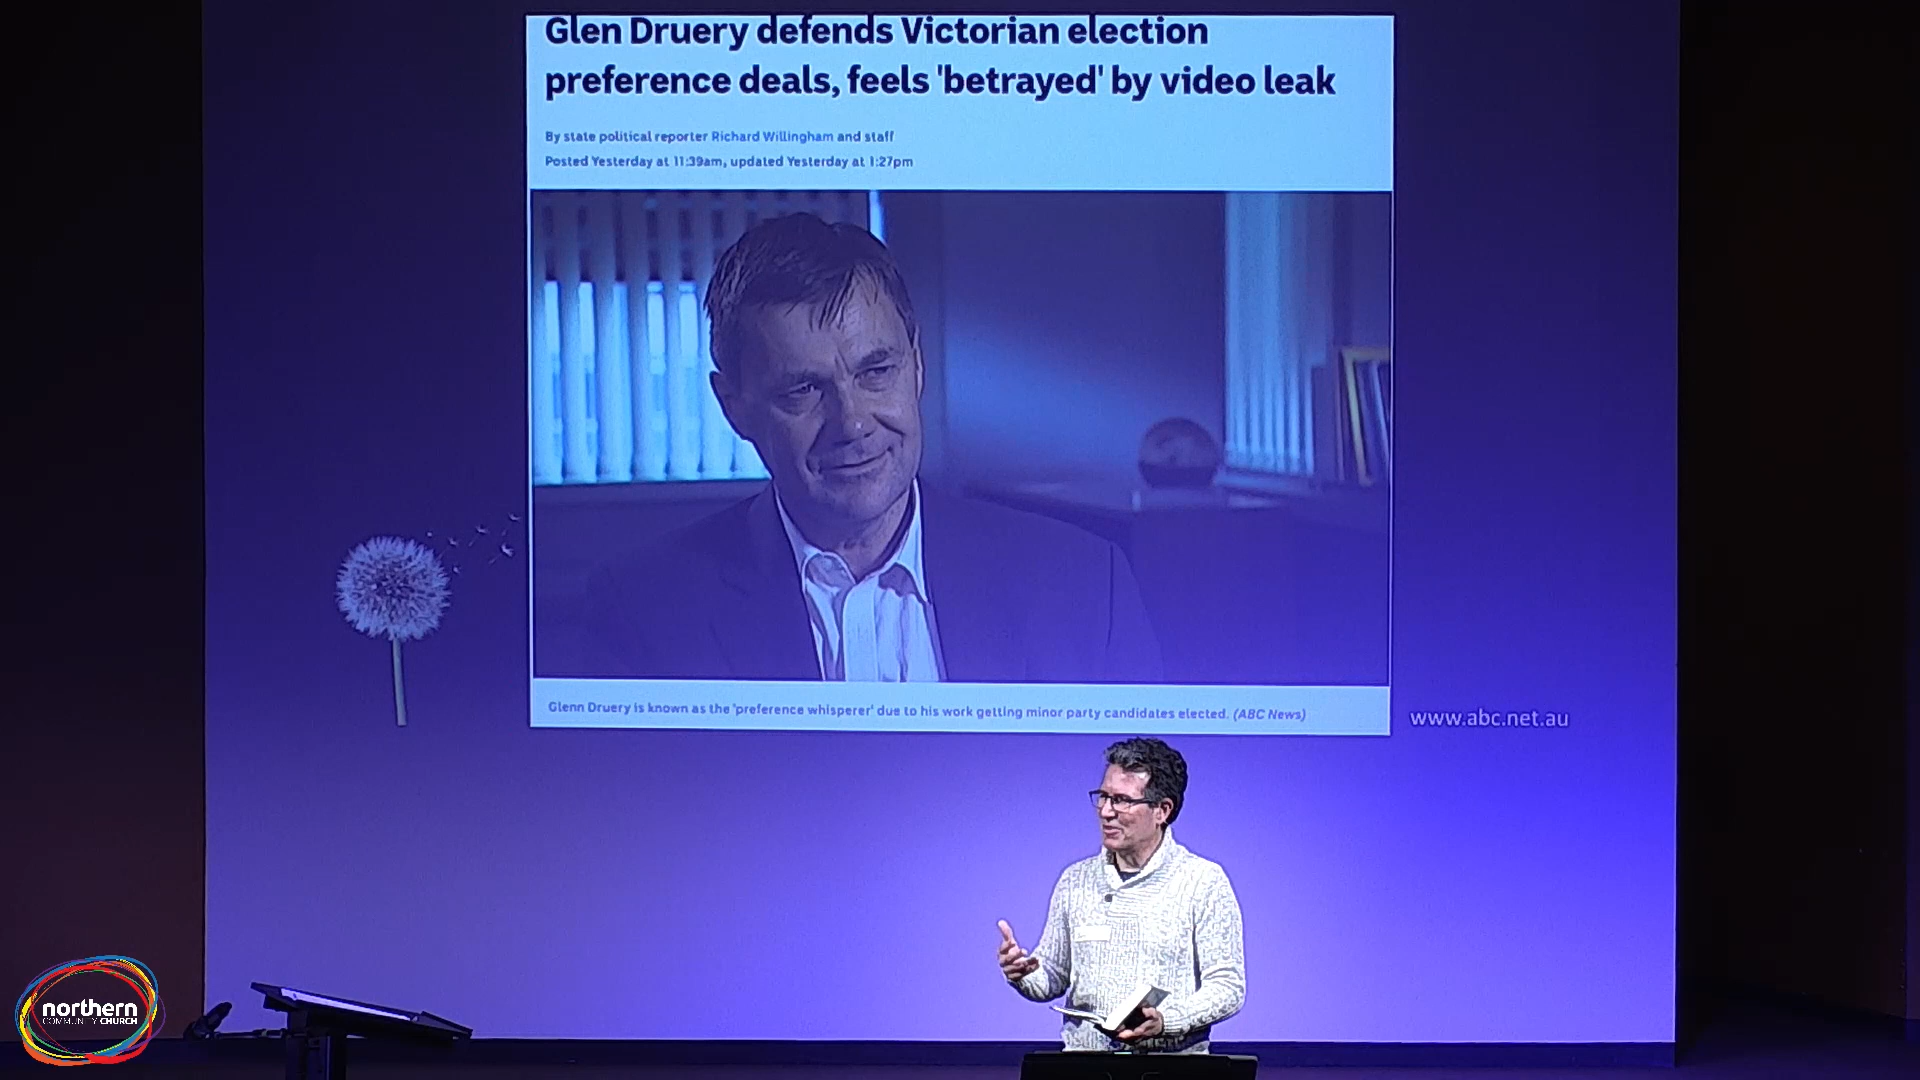 Glen Druery defends Victorian election
preference deals, feels 'betrayed' by video leak
By state political reporter Richard Willingham and staff
Posted Yesterday at 11:39am, updated Yesterday at 1:27pm
Glenn Druery is known as the 'preference whisperer' due to his work getting minor party candidates elected. (ABC News)
www.abc.net.au
northern
COMMUNITY CHURCH